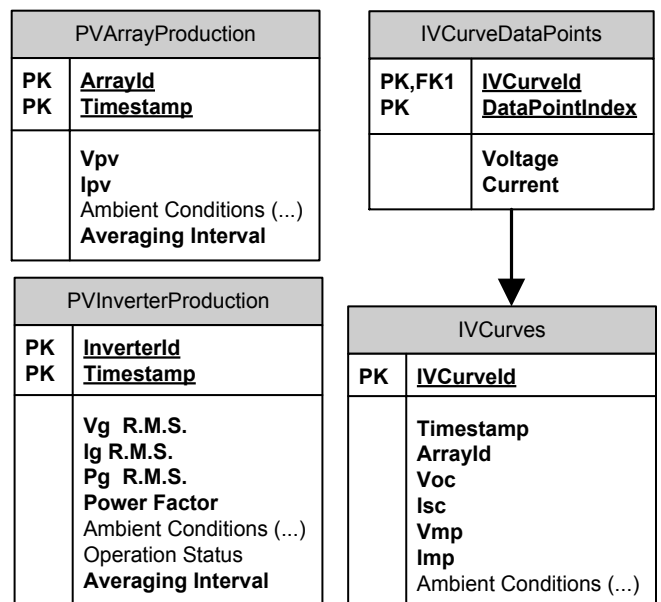 PVArrayProduction
PK ArrayId
PK Timestamp
Vpv
Ipv
Ambient Conditions (...)
Averaging Interval
IVCurveDataPoints
PK,FK1 IVCurveId
PK DataPointIndex
Voltage
Current
PVInverterProduction
PK InverterId
PK Timestamp
Vg R.M.S.
Ig R.M.S.
Pg R.M.S.
Power Factor
Ambient Conditions (...)
Operation Status
Averaging Interval
IVCurves
PK IVCurveId
Timestamp
ArrayId
Voc
Isc
Vmp
Imp
Ambient Conditions (...)